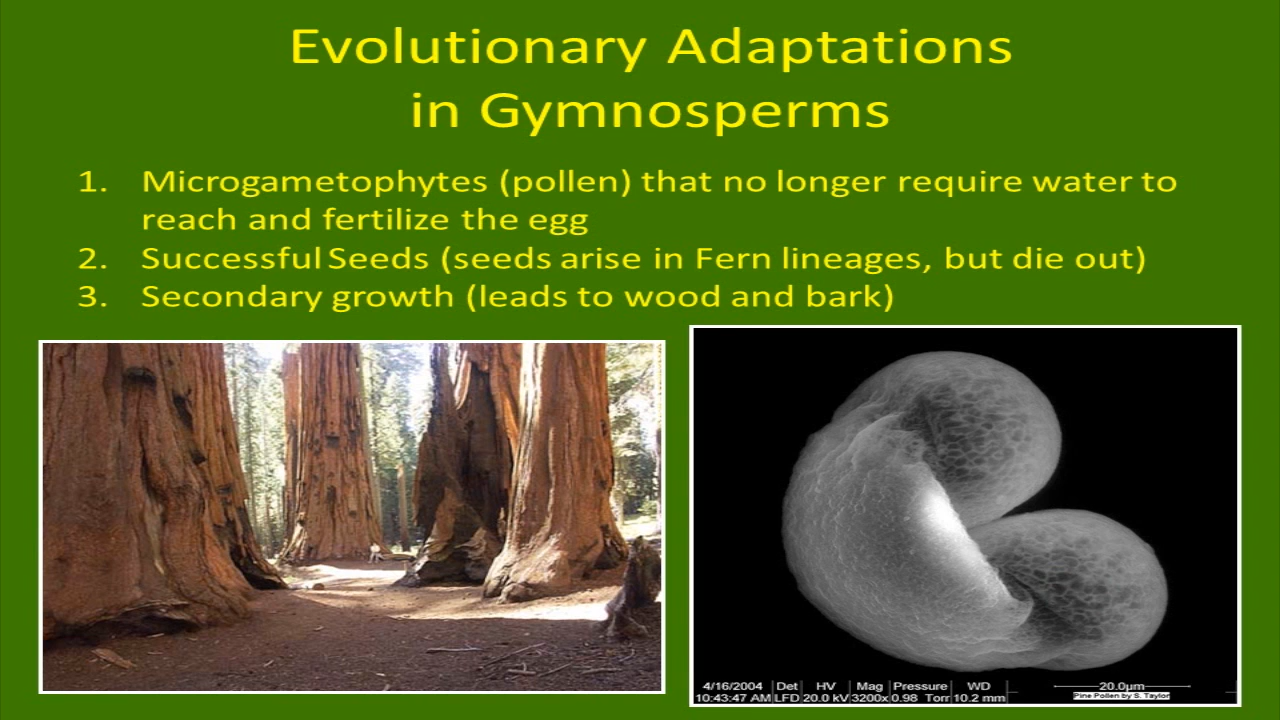 Evolutionary Adaptations
in Gymnosperms
1. Microgametophytes (pollen) that no longer require water to
reach and fertilize the egg
2. Successful Seeds (seeds arise in Fern lineages, but die out)
3. Secondary growth (leads to wood and bark)
4/16/2004 Det HV Mag Pressure WD 20.0µm
10:43:47 AM LFD 20.0 kV 3200x 0.98 Torr 10.2 mm Pine Pollen by S. Taylor